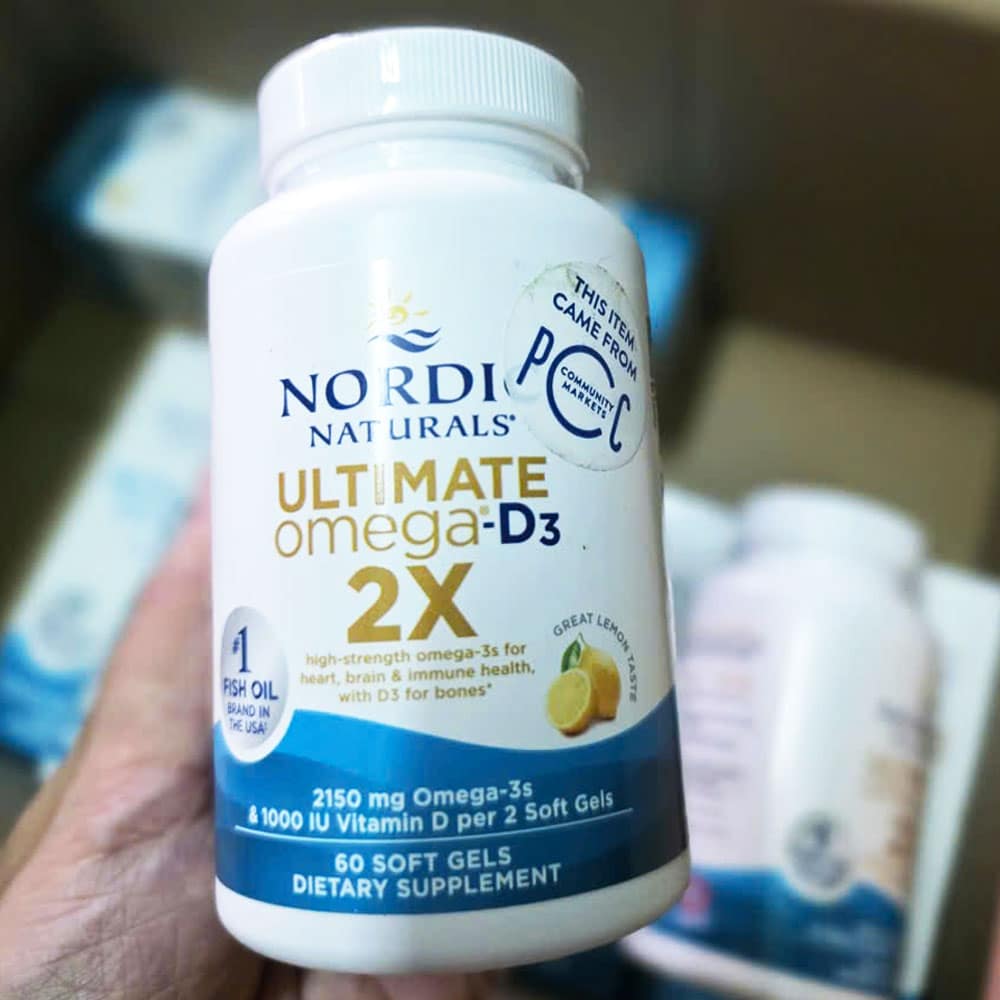 NORDIC
NATURALS®
ULTIMATE
omega®-D3
2X
high-strength omega-3s for
heart, brain & immune health,
with D3 for bones*
#1
FISH OIL
BRAND IN
THE USA‡
GREAT LEMON TASTE
2150 mg Omega-3s
& 1000 IU Vitamin D per 2 Soft Gels
60 SOFT GELS
DIETARY SUPPLEMENT
THIS ITEM
CAME FROM
PCC
COMMUNITY
MARKETS